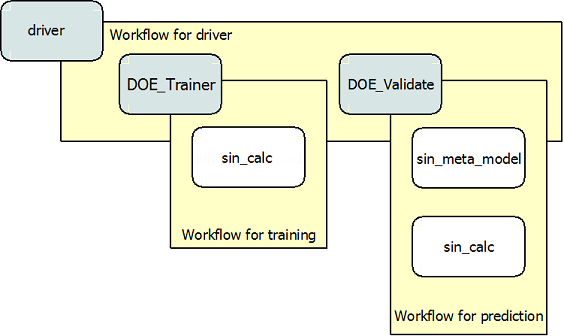 driver
Workflow for driver
DOE_Trainer
DOE_Validate
sin_calc
sin_meta_model
Workflow for training
sin_calc
Workflow for prediction